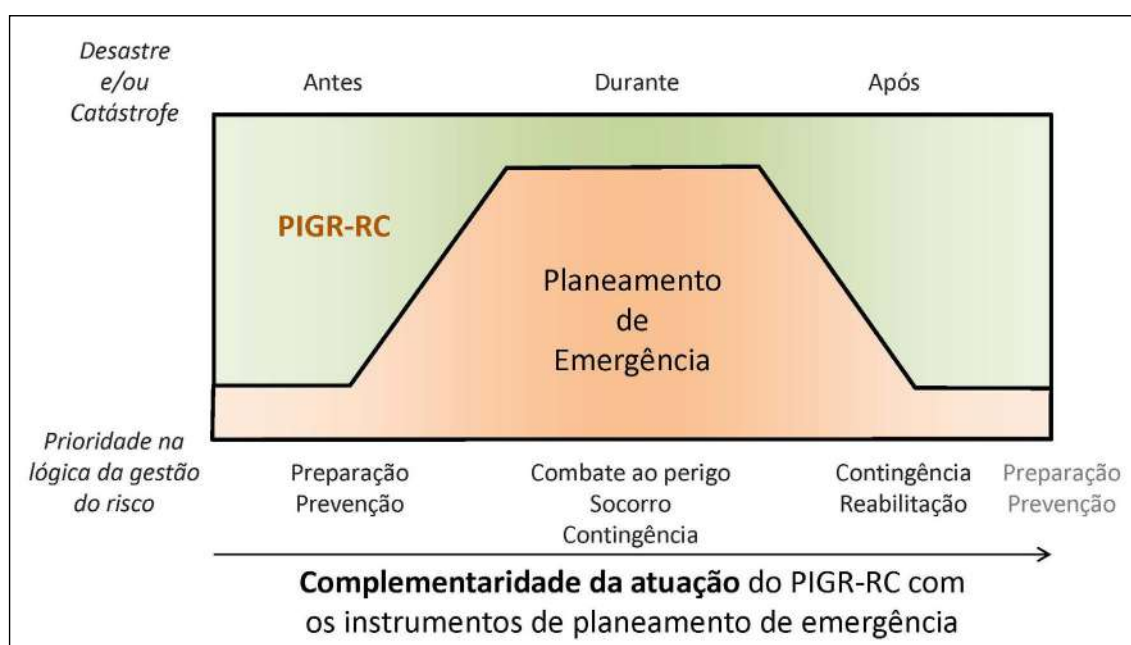 Desastre
e/ou
Catástrofe
Antes
Durante
Após
PIGR-RC
Planeamento
de
Emergência
Prioridade na
lógica da gestão
do risco
Preparação
Prevenção
Combate ao perigo
Socorro
Contingência
Contingência
Reabilitação
Preparação
Prevenção
Complementaridade da atuação do PIGR-RC com
os instrumentos de planeamento de emergência